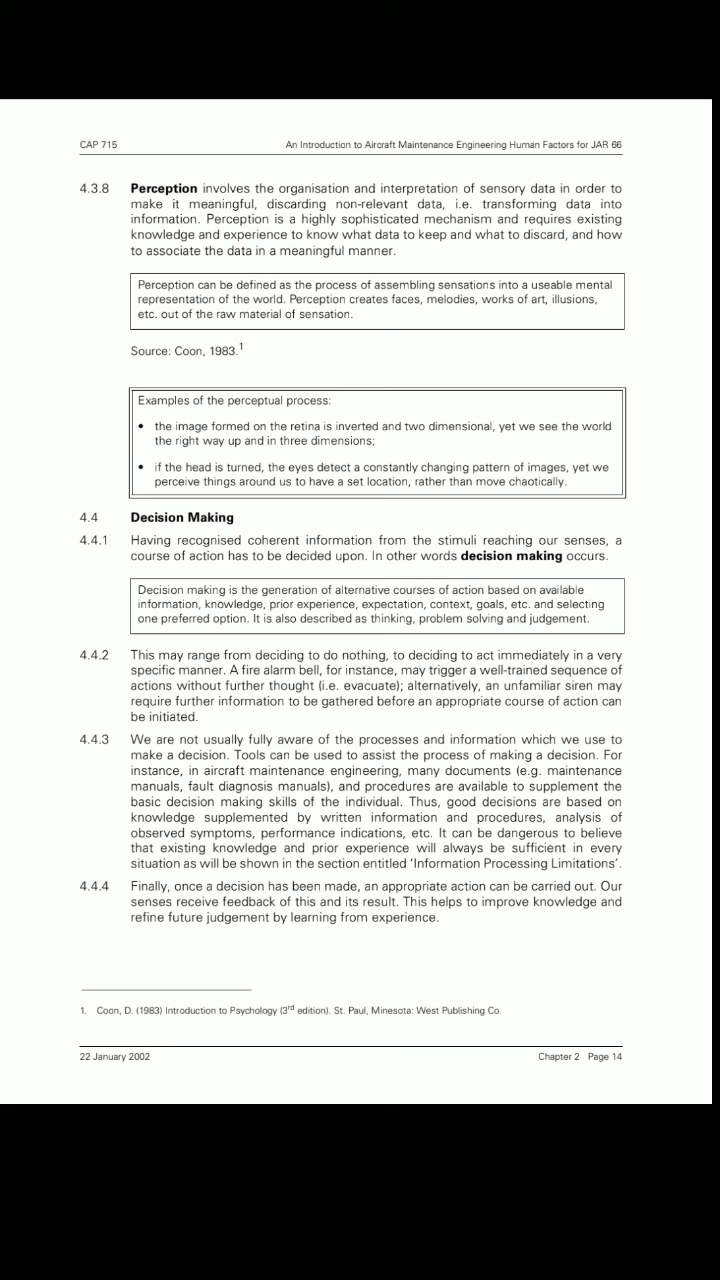 CAP 715 An Introduction to Aircraft Maintenance Engineering Human Factors for JAR 66
4.3.8 Perception involves the organisation and interpretation of sensory data in order to
make it meaningful, discarding non-relevant data, i.e. transforming data into
information. Perception is a highly sophisticated mechanism and requires existing
knowledge and experience to know what data to keep and what to discard, and how
to associate the data in a meaningful manner.
Perception can be defined as the process of assembling sensations into a useable mental
representation of the world. Perception creates faces, melodies, works of art, illusions,
etc. out of the raw material of sensation.
Source: Coon, 1983.1
Examples of the perceptual process:
• the image formed on the retina is inverted and two dimensional, yet we see the world
the right way up and in three dimensions;
• if the head is turned, the eyes detect a constantly changing pattern of images, yet we
perceive things around us to have a set location, rather than move chaotically.
4.4 Decision Making
4.4.1 Having recognised coherent information from the stimuli reaching our senses, a
course of action has to be decided upon. In other words decision making occurs.
Decision making is the generation of alternative courses of action based on available
information, knowledge, prior experience, expectation, context, goals, etc. and selecting
one preferred option. It is also described as thinking, problem solving and judgement.
4.4.2 This may range from deciding to do nothing, to deciding to act immediately in a very
specific manner. A fire alarm bell, for instance, may trigger a well-trained sequence of
actions without further thought (i.e. evacuate); alternatively, an unfamiliar siren may
require further information to be gathered before an appropriate course of action can
be initiated.
4.4.3 We are not usually fully aware of the processes and information which we use to
make a decision. Tools can be used to assist the process of making a decision. For
instance, in aircraft maintenance engineering, many documents (e.g. maintenance
manuals, fault diagnosis manuals), and procedures are available to supplement the
basic decision making skills of the individual. Thus, good decisions are based on
knowledge supplemented by written information and procedures, analysis of
observed symptoms, performance indications, etc. It can be dangerous to believe
that existing knowledge and prior experience will always be sufficient in every
situation as will be shown in the section entitled 'Information Processing Limitations'.
4.4.4 Finally, once a decision has been made, an appropriate action can be carried out. Our
senses receive feedback of this and its result. This helps to improve knowledge and
refine future judgement by learning from experience.
1. Coon, D. (1983) Introduction to Psychology (3rd edition). St. Paul, Minesota: West Publishing Co.
22 January 2002 Chapter 2 Page 14